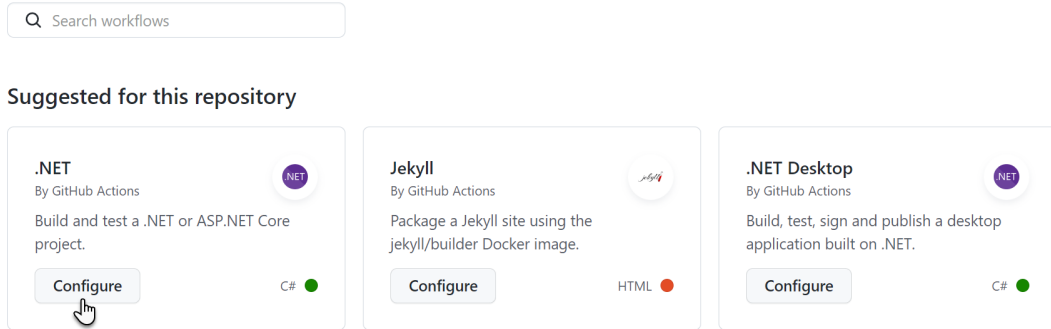 Search workflows
Suggested for this repository
.NET
By GitHub Actions
.NET
Build and test a .NET or ASP.NET Core
project.
Configure
C#
Jekyll
By GitHub Actions
jekyll
Package a Jekyll site using the
jekyll/builder Docker image.
Configure
HTML
.NET Desktop
By GitHub Actions
.NET
Build, test, sign and publish a desktop
application built on .NET.
Configure
C#